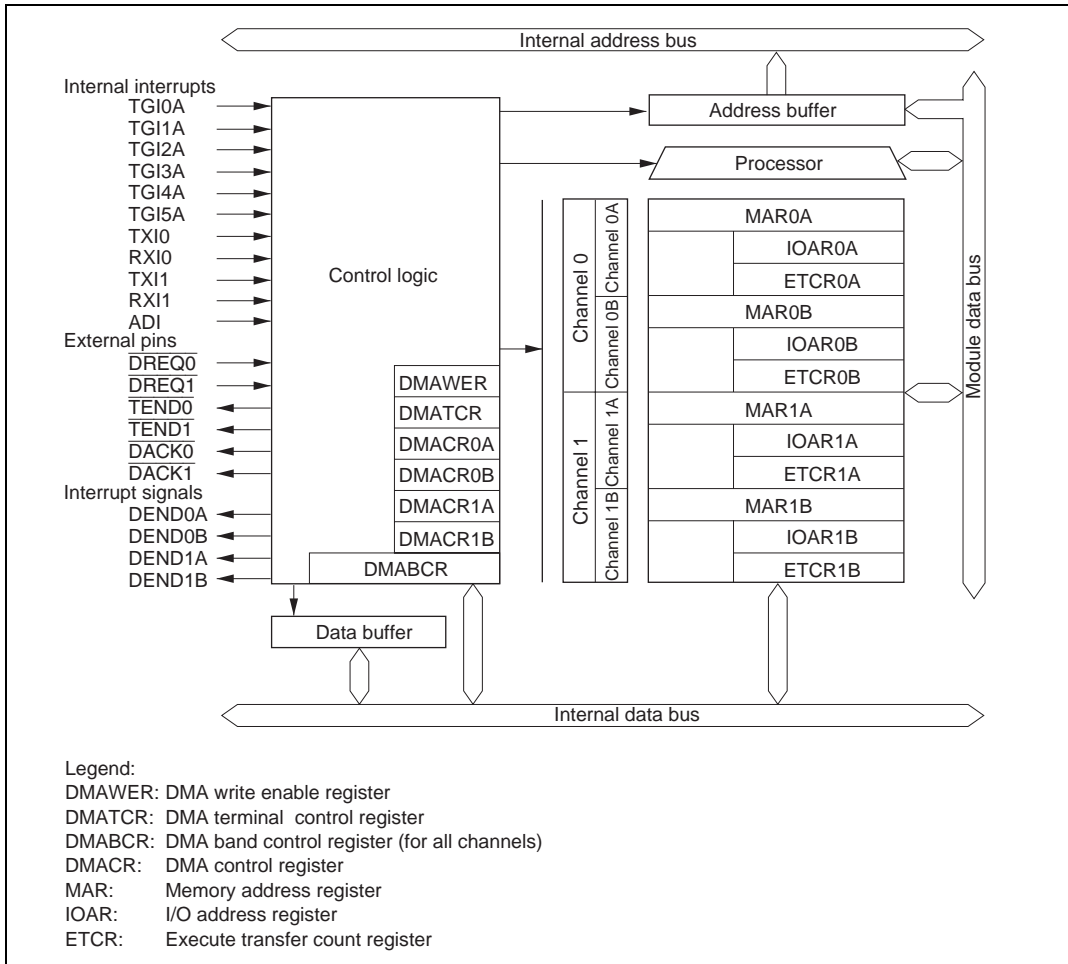 Internal address bus
Internal interrupts
TGI0A
TGI1A
TGI2A
TGI3A
TGI4A
TGI5A
TXI0
RXI0
TXI1
RXI1
ADI
External pins
DREQ0
DREQ1
TEND0
TEND1
DACK0
DACK1
Interrupt signals
DEND0A
DEND0B
DEND1A
DEND1B
Control logic
DMAWER
DMATCR
DMACR0A
DMACR0B
DMACR1A
DMACR1B
DMABCR
Data buffer
Address buffer
Processor
Channel 0
Channel 0A
Channel 0B
Channel 1
Channel 1A
Channel 1B
MAR0A
IOAR0A
ETCR0A
MAR0B
IOAR0B
ETCR0B
MAR1A
IOAR1A
ETCR1A
MAR1B
IOAR1B
ETCR1B
Module data bus
Internal data bus
Legend:
DMAWER: DMA write enable register
DMATCR: DMA terminal control register
DMABCR: DMA band control register (for all channels)
DMACR: DMA control register
MAR: Memory address register
IOAR: I/O address register
ETCR: Execute transfer count register